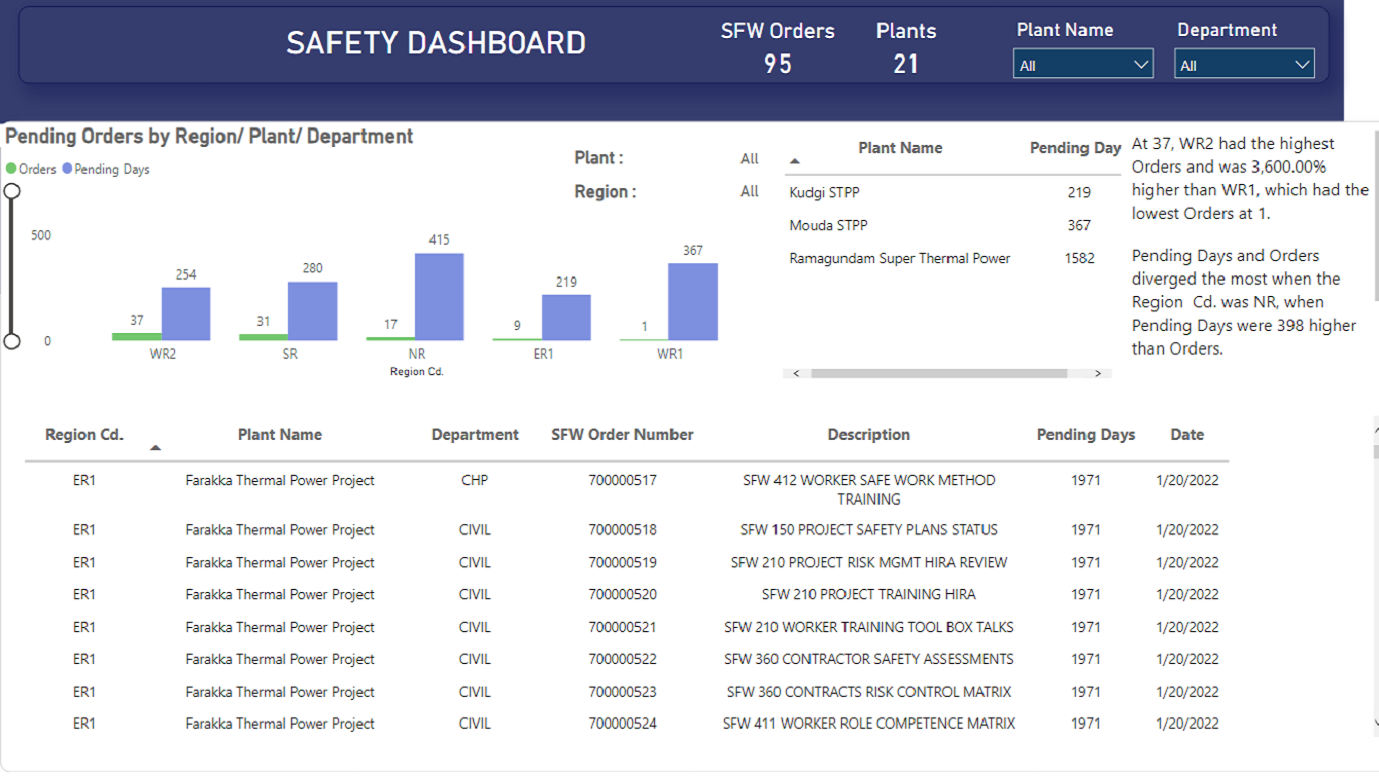 SAFETY DASHBOARD
SFW Orders
95
Plants
21
Plant Name
All
Department
All
Pending Orders by Region/ Plant/ Department
Orders Pending Days
Plant : All
Region : All
500
0
37 254
31 280
17 415
9 219
1 367
WR2 SR NR ER1 WR1
Region Cd.
Plant Name Pending Day
Kudgi STPP 219
Mouda STPP 367
Ramagundam Super Thermal Power 1582
At 37, WR2 had the highest
Orders and was 3,600.00%
higher than WR1, which had the
lowest Orders at 1.
Pending Days and Orders
diverged the most when the
Region Cd. was NR, when
Pending Days were 398 higher
than Orders.
Region Cd. Plant Name Department SFW Order Number Description Pending Days Date
ER1 Farakka Thermal Power Project CHP 700000517 SFW 412 WORKER SAFE WORK METHOD 1971 1/20/2022
TRAINING
ER1 Farakka Thermal Power Project CIVIL 700000518 SFW 150 PROJECT SAFETY PLANS STATUS 1971 1/20/2022
ER1 Farakka Thermal Power Project CIVIL 700000519 SFW 210 PROJECT RISK MGMT HIRA REVIEW 1971 1/20/2022
ER1 Farakka Thermal Power Project CIVIL 700000520 SFW 210 PROJECT TRAINING HIRA 1971 1/20/2022
ER1 Farakka Thermal Power Project CIVIL 700000521 SFW 210 WORKER TRAINING TOOL BOX TALKS 1971 1/20/2022
ER1 Farakka Thermal Power Project CIVIL 700000522 SFW 360 CONTRACTOR SAFETY ASSESSMENTS 1971 1/20/2022
ER1 Farakka Thermal Power Project CIVIL 700000523 SFW 360 CONTRACTS RISK CONTROL MATRIX 1971 1/20/2022
ER1 Farakka Thermal Power Project CIVIL 700000524 SFW 411 WORKER ROLE COMPETENCE MATRIX 1971 1/20/2022